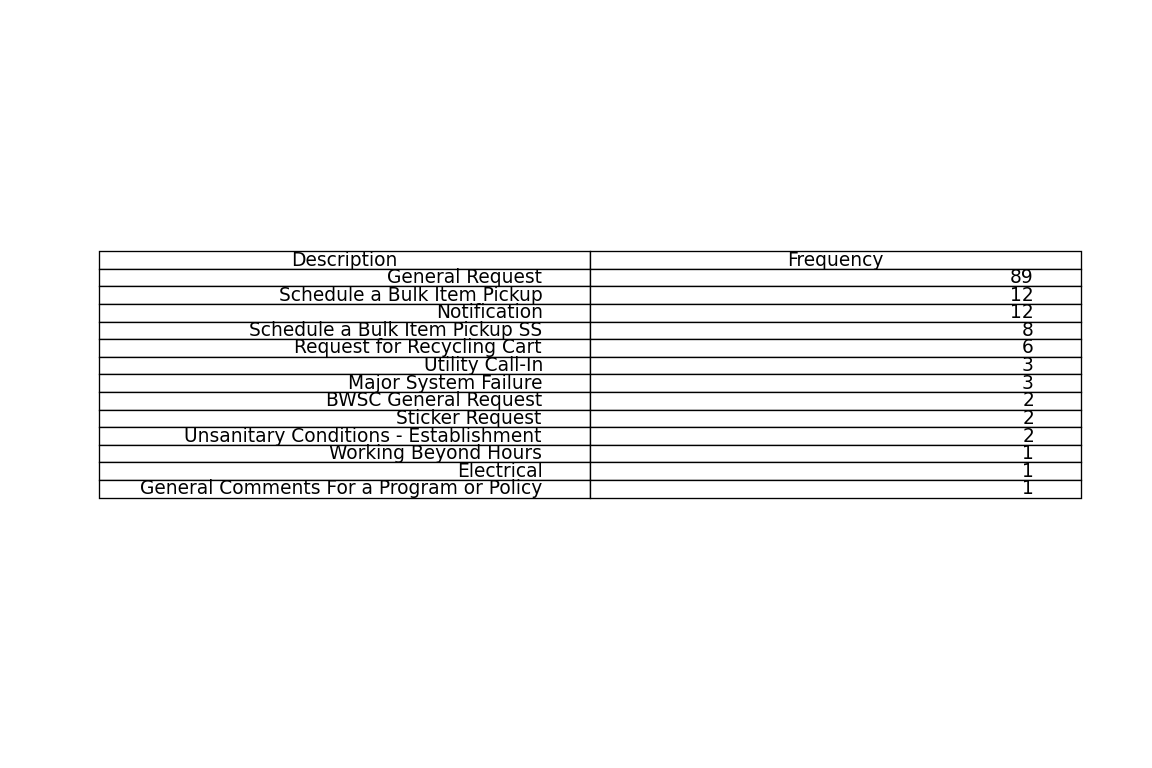 Description Frequency
General Request 89
Schedule a Bulk Item Pickup 12
Notification 12
Schedule a Bulk Item Pickup SS 8
Request for Recycling Cart 6
Utility Call-In 3
Major System Failure 3
BWSC General Request 2
Sticker Request 2
Unsanitary Conditions - Establishment 2
Working Beyond Hours 1
Electrical 1
General Comments For a Program or Policy 1